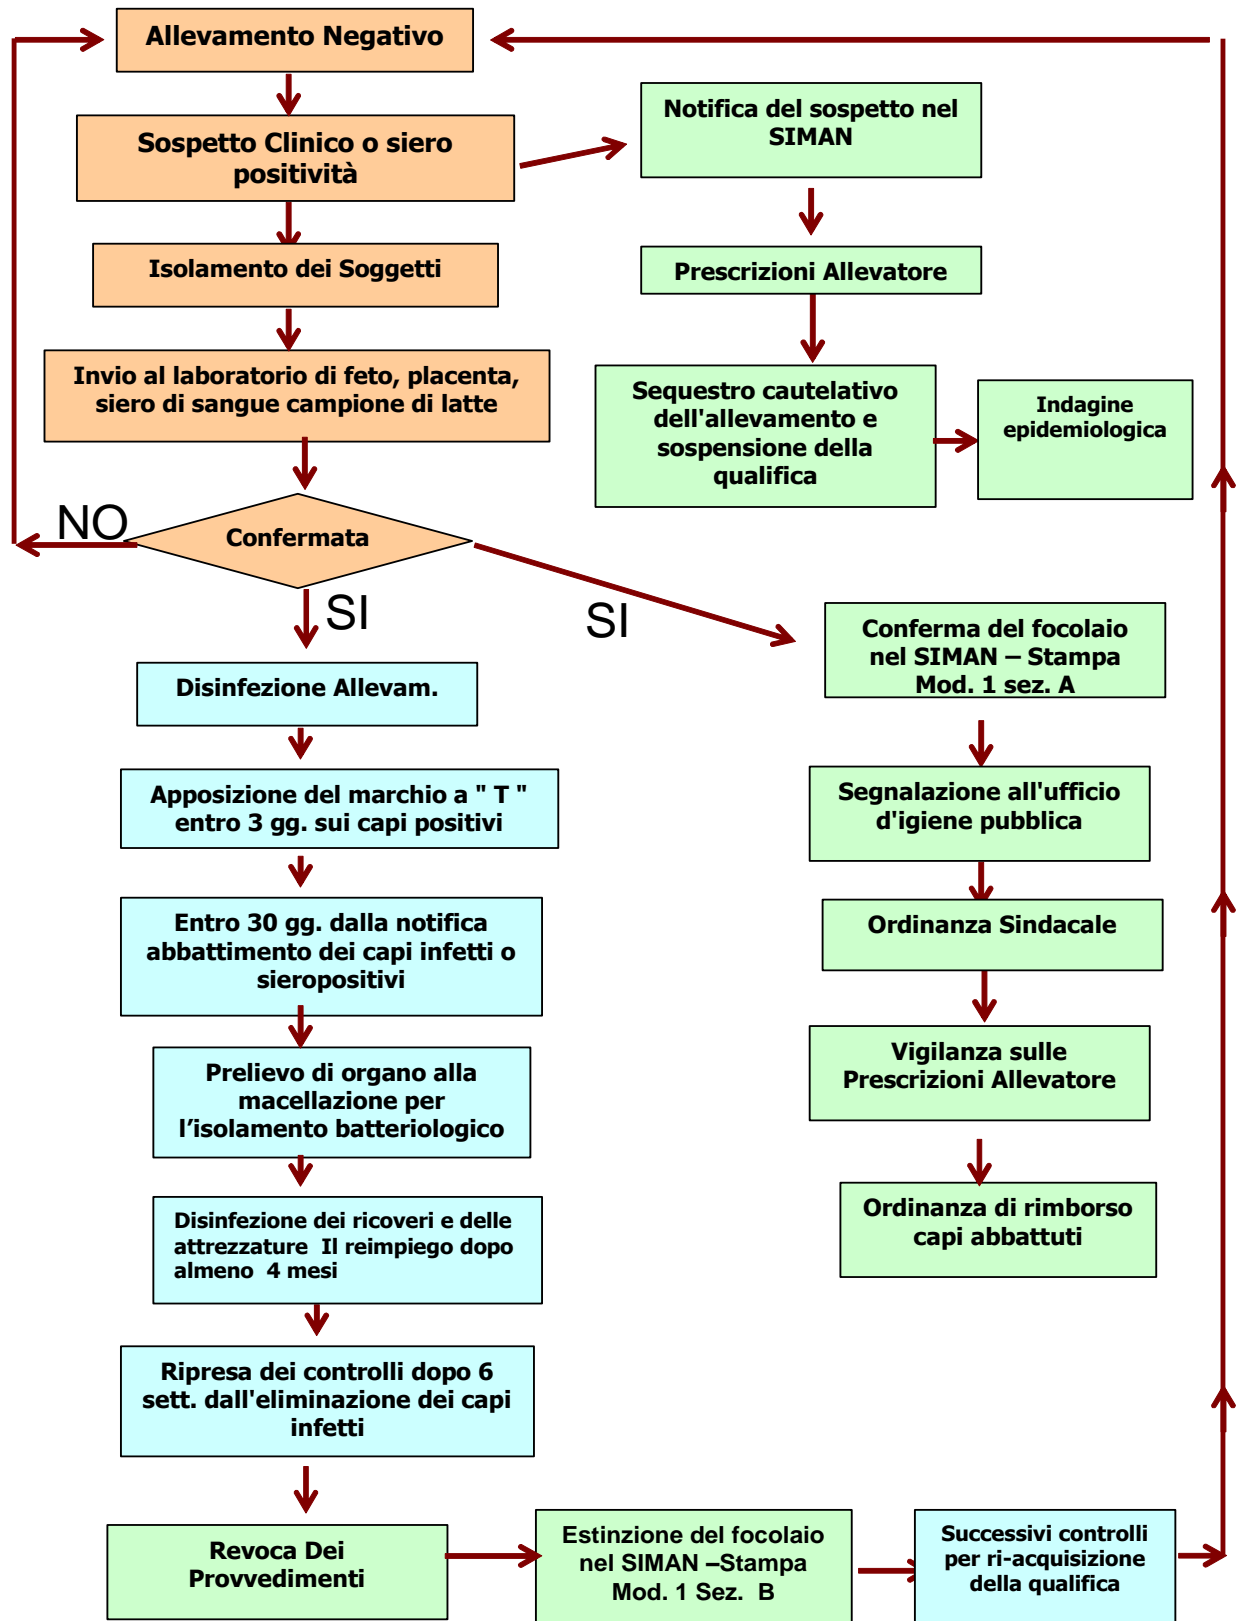 Allevamento Negativo
Sospetto Clinico o siero
positività
Notifica del sospetto nel
SIMAN
Isolamento dei Soggetti
Prescrizioni Allevatore
Invio al laboratorio di feto, placenta,
siero di sangue campione di latte
Sequestro cautelativo
dell'allevamento e
sospensione della
qualifica
Indagine
epidemiologica
NO
Confermata
SI
SI
Conferma del focolaio
nel SIMAN – Stampa
Mod. 1 sez. A
Disinfezione Allevam.
Segnalazione all'ufficio
d'igiene pubblica
Apposizione del marchio a " T "
entro 3 gg. sui capi positivi
Ordinanza Sindacale
Entro 30 gg. dalla notifica
abbattimento dei capi infetti o
sieropositivi
Vigilanza sulle
Prescrizioni Allevatore
Prelievo di organo alla
macellazione per
l’isolamento batteriologico
Ordinanza di rimborso
capi abbattuti
Disinfezione dei ricoveri e delle
attrezzature Il reimpiego dopo
almeno 4 mesi
Ripresa dei controlli dopo 6
sett. dall'eliminazione dei capi
infetti
Revoca Dei
Provvedimenti
Estinzione del focolaio
nel SIMAN –Stampa
Mod. 1 Sez. B
Successivi controlli
per ri-acquisizione
della qualifica